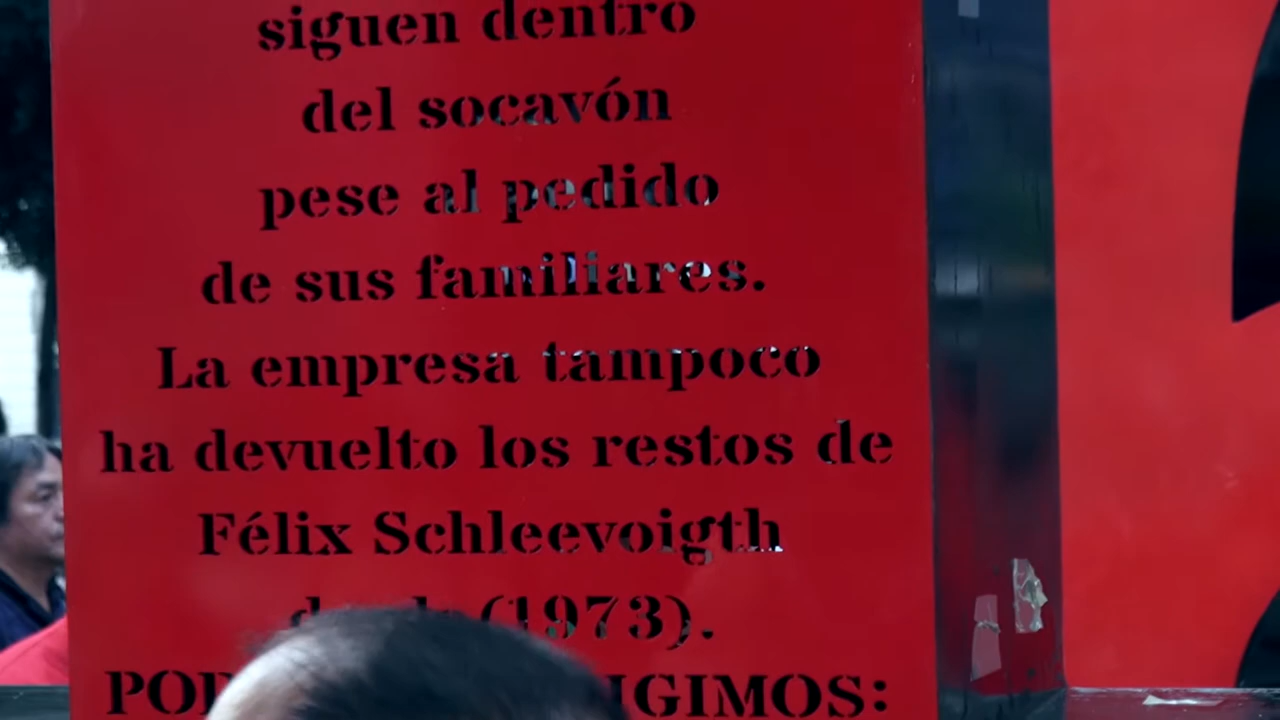 siguen dentro
del socavón
pese al pedido
de sus familiares.
La empresa tampoco
ha devuelto los restos de
Félix Schleevoigth
(1973).